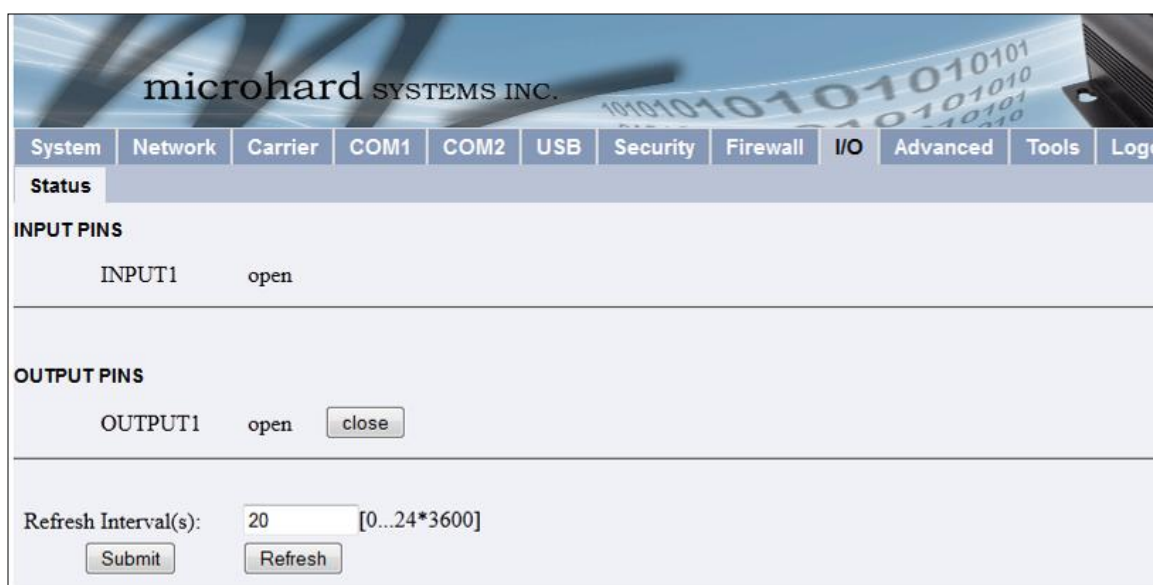 microhard SYSTEMS INC.
System Network Carrier COM1 COM2 USB Security Firewall I/O Advanced Tools
Status
INPUT PINS
INPUT1 open
OUTPUT PINS
OUTPUT1 open close
Refresh Interval(s): 20 [0...24*3600]
Submit Refresh